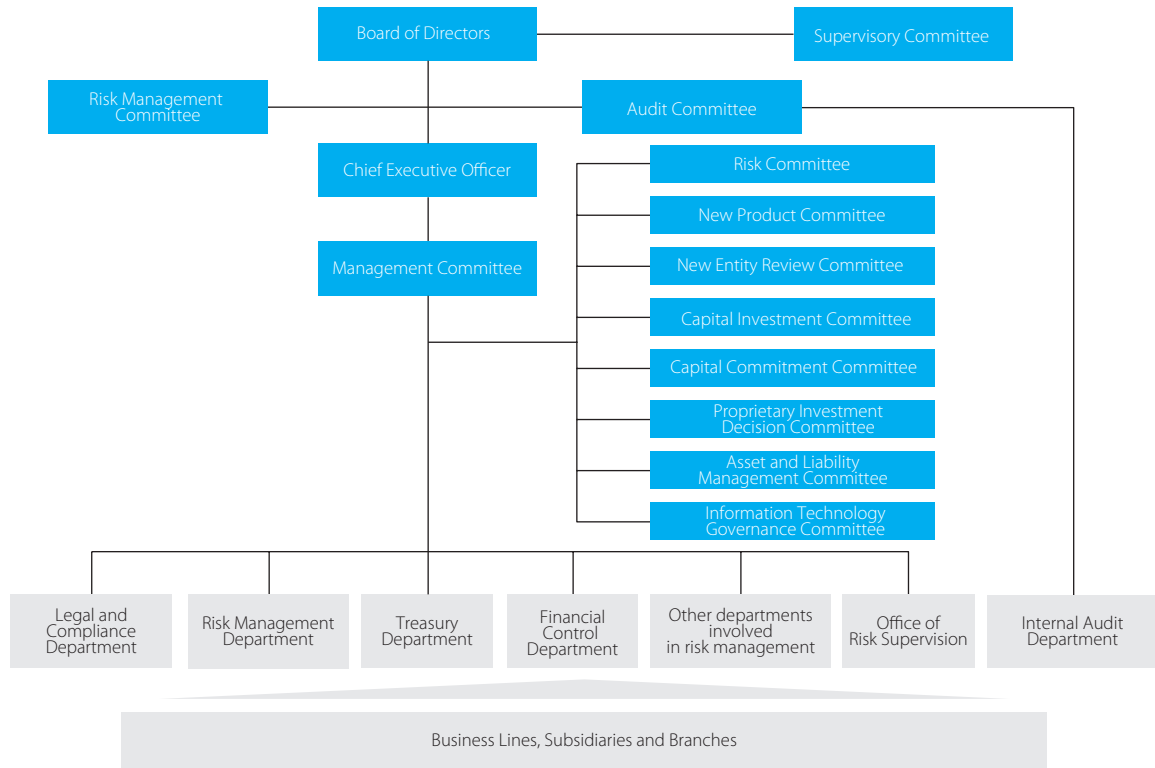 Board of Directors
Supervisory Committee
Risk Management
Committee
Audit Committee
Chief Executive Officer
Risk Committee
New Product Committee
Management Committee
New Entity Review Committee
Capital Investment Committee
Capital Commitment Committee
Proprietary Investment
Decision Committee
Asset and Liability
Management Committee
Information Technology
Governance Committee
Legal and
Compliance
Department
Risk Management
Department
Treasury
Department
Financial
Control
Department
Other departments
involved
in risk management
Office of
Risk Supervision
Internal Audit
Department
Business Lines, Subsidiaries and Branches